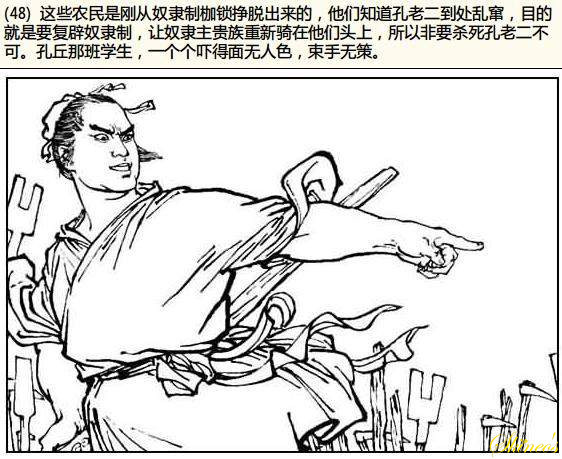 (48) 这些农民是刚从奴隶制枷锁挣脱出来的，他们知道孔老二到处乱窜，目的
就是要复辟奴隶制，让奴隶主贵族重新骑在他们头上，所以非要杀死孔老二不
可。孔丘那班学生，一个个吓得面无人色，束手无策。